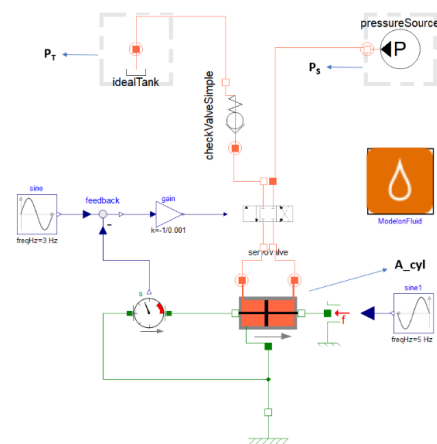 pressureSource
P_T
P_S
P
idealTank
checkValveSimple
sine
feedback
gain
-
freqHz=3 Hz
k=-1/0.001
ModelonFluid
servoValve
A_cyl
s
sine1
f
freqHz=5 Hz